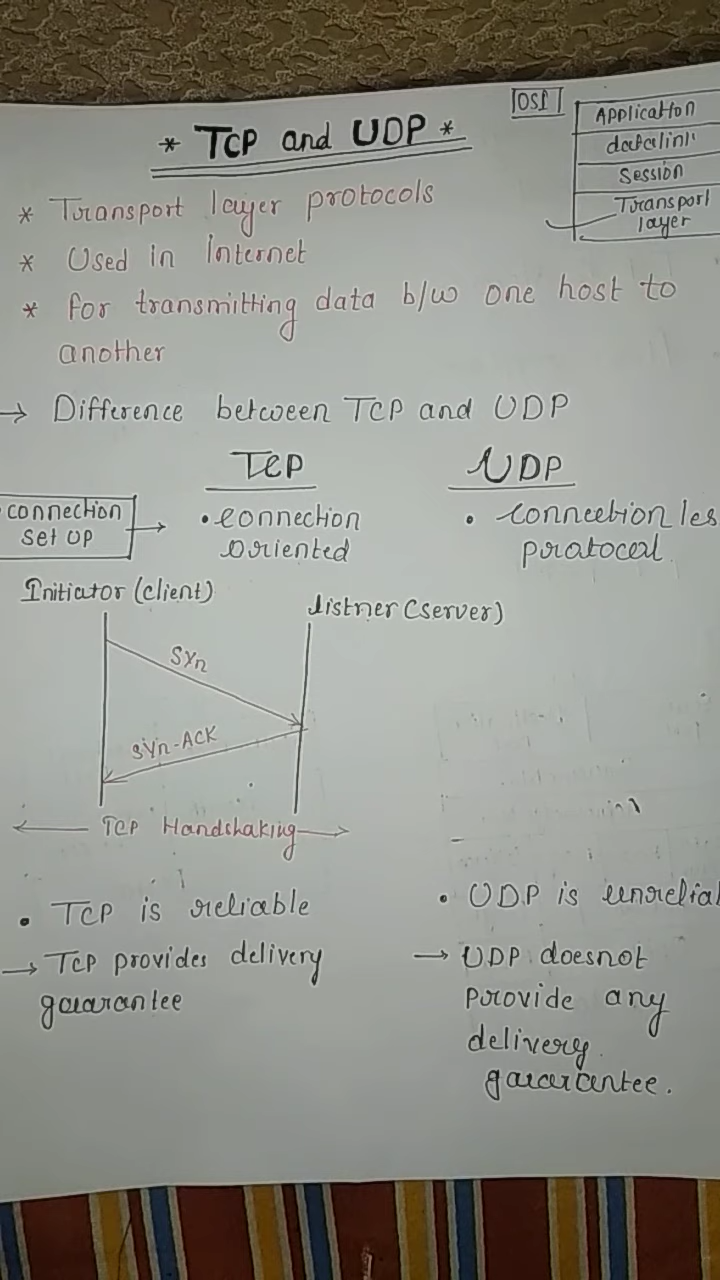 * TCP and UDP *
OSI
Application
datalink
Session
Transport
layer
* Transport layer protocols
* Used in Internet
* for transmitting data b/w one host to
another
→ Difference between TCP and UDP
TCP
UDP
connection
set up
→
• connection
oriented
• connection les
protocol
Initiator (client)
listner (server)
Syn
Syn-ACK
TCP Handshaking
• TCP is reliable
→ TCP provides delivery
guarantee
• UDP is unrelia
→ UDP doesnot
Provide any
delivery
guarantee.